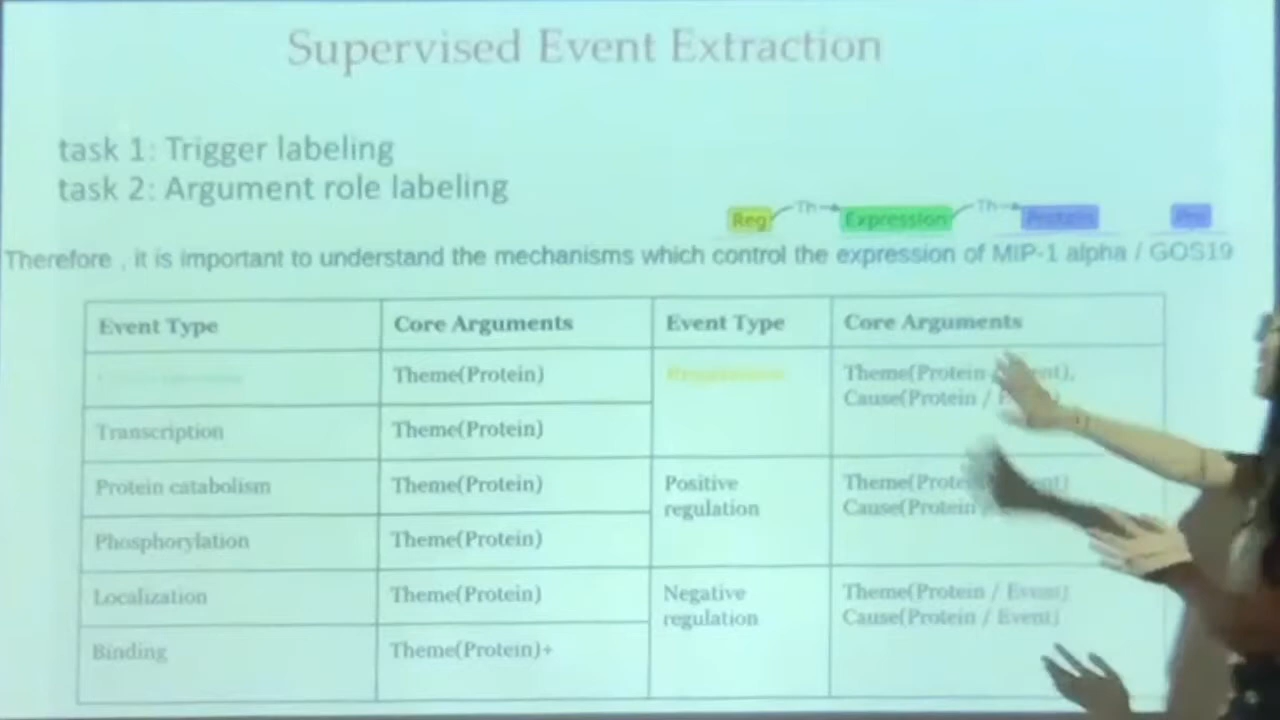 Supervised Event Extraction
task 1: Trigger labeling
task 2: Argument role labeling
Reg Th Expression Th Protein
Therefore , it is important to understand the mechanisms which control the expression of MIP-1 alpha / GOS19
Event Type Core Arguments Event Type Core Arguments
Theme(Protein) Theme(Protein
Cause(Protein /
Transcription Theme(Protein)
Protein catabolism Theme(Protein) Positive regulation
Cause(Protein
Phosphorylation Theme(Protein)
Localization Theme(Protein) Negative regulation Theme(Protein / Event)
Cause(Protein / Event)
Binding Theme(Protein)+